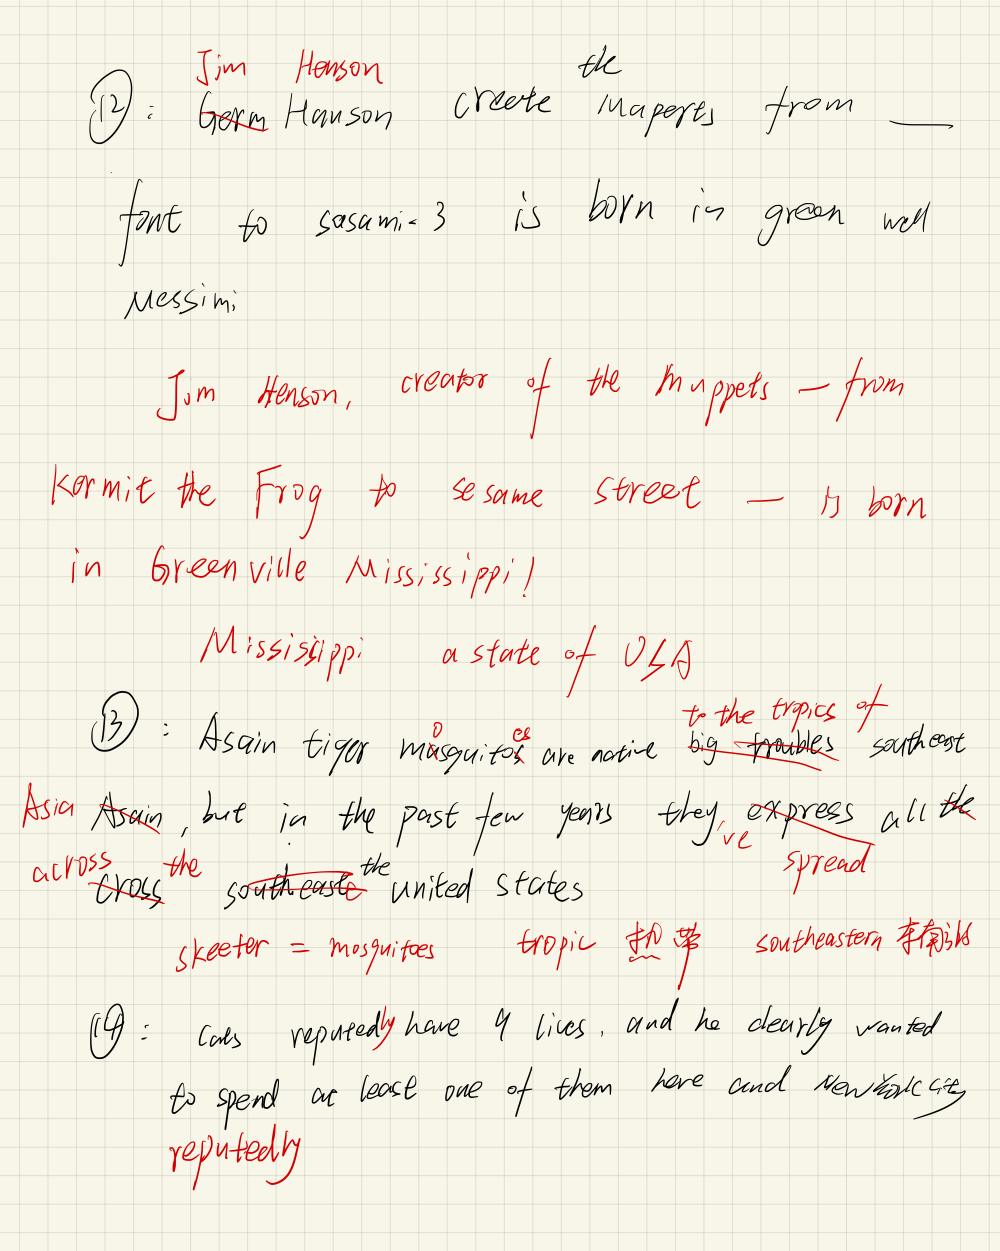 Jim Henson the
⑫: Germ Hanson create muperts from ___
font to sasami-3 is born in green well
Messimi
Jim Henson, creator of the muppets — from
Kermit the Frog to sesame street — is born
in Greenville Mississippi!
Mississippi a state of USA
to the tropics of
⑬: Asain tiger mosquitoes are native big troubles southeast
Asia Asain, but in the past few years they've express all the
across the the spread
cross southeast united states
skeeter = mosquitoes tropic 热带 southeastern 东南部
⑭: Cats reputedly have 9 lives, and he clearly wanted
to spend at least one of them here and New York city
reputedly